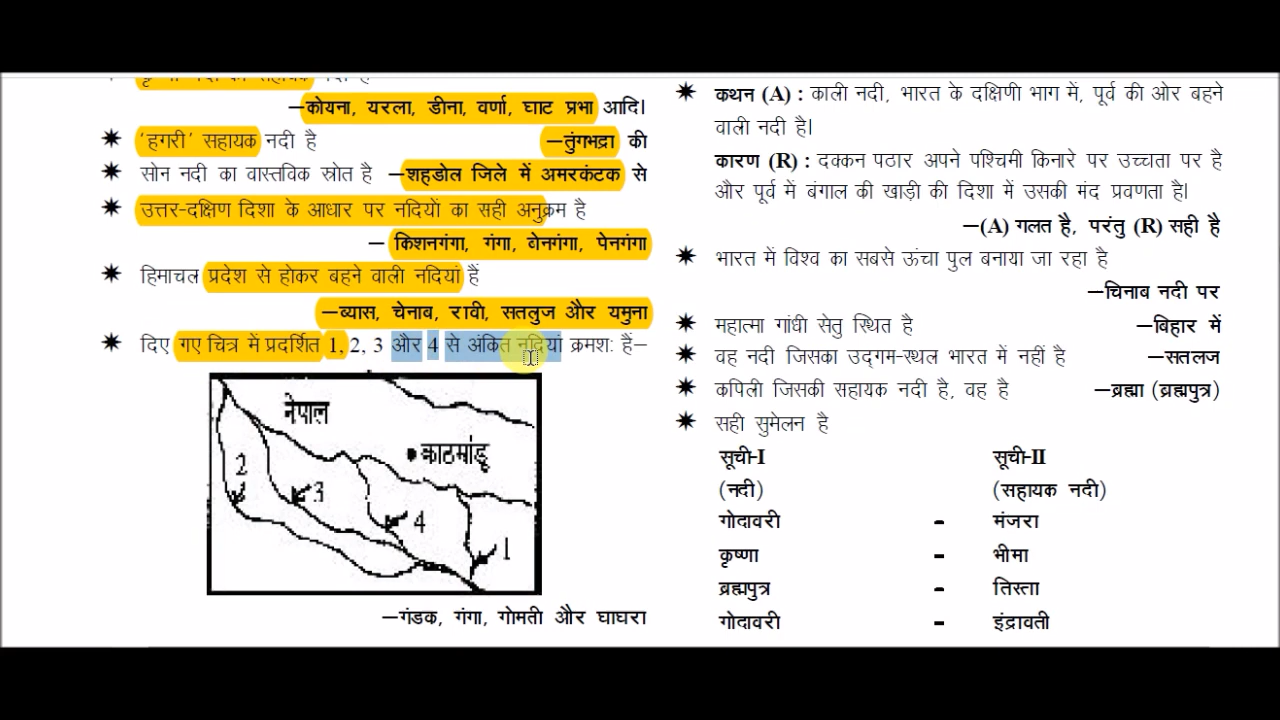 —कोयना, यरला, डीना, वर्णा, घाट प्रभा आदि।
✷ 'हगरी' सहायक नदी है —तुंगभद्रा की
✷ सोन नदी का वास्तविक स्रोत है —शहडोल जिले में अमरकंटक से
✷ उत्तर-दक्षिण दिशा के आधार पर नदियों का सही अनुक्रम है
— किशनगंगा, गंगा, वेनगंगा, पेनगंगा
✷ हिमाचल प्रदेश से होकर बहने वाली नदियां हैं
—व्यास, चेनाब, रावी, सतलुज और यमुना
✷ दिए गए चित्र में प्रदर्शित 1, 2, 3 और 4 से अंकित नदियां क्रमशः हैं–
नेपाल
काठमांडू
2
3
4
1
—गंडक, गंगा, गोमती और घाघरा
✷ कथन (A) : काली नदी, भारत के दक्षिणी भाग में, पूर्व की ओर बहने
वाली नदी है।
कारण (R) : दक्कन पठार अपने पश्चिमी किनारे पर उच्चता पर है
और पूर्व में बंगाल की खाड़ी की दिशा में उसकी मंद प्रवणता है।
—(A) गलत है, परंतु (R) सही है
✷ भारत में विश्व का सबसे ऊंचा पुल बनाया जा रहा है
—चिनाब नदी पर
✷ महात्मा गांधी सेतु स्थित है —बिहार में
✷ वह नदी जिसका उद्गम-स्थल भारत में नहीं है —सतलज
✷ कपिली जिसकी सहायक नदी है, वह है —ब्रह्मा (ब्रह्मपुत्र)
✷ सही सुमेलन है
सूची-I सूची-II
(नदी) (सहायक नदी)
गोदावरी - मंजरा
कृष्णा - भीमा
ब्रह्मपुत्र - तिस्ता
गोदावरी - इंद्रावती